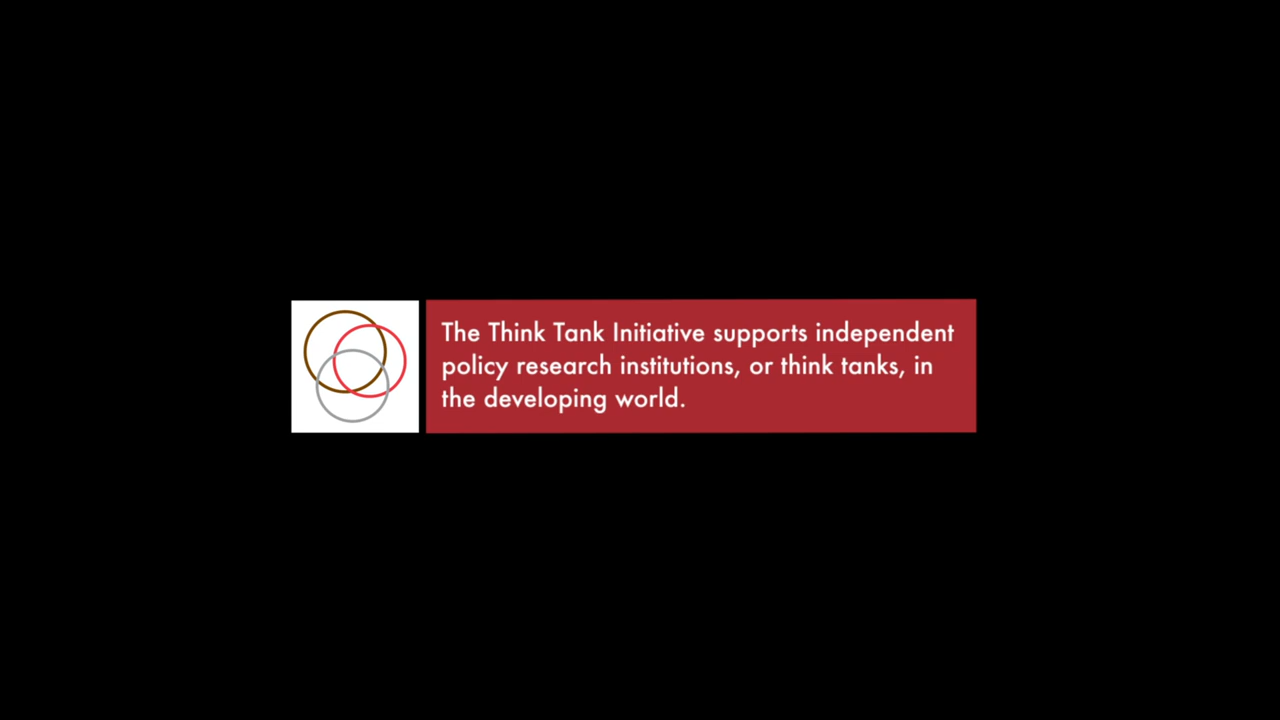 The Think Tank Initiative supports independent
policy research institutions, or think tanks, in
the developing world.